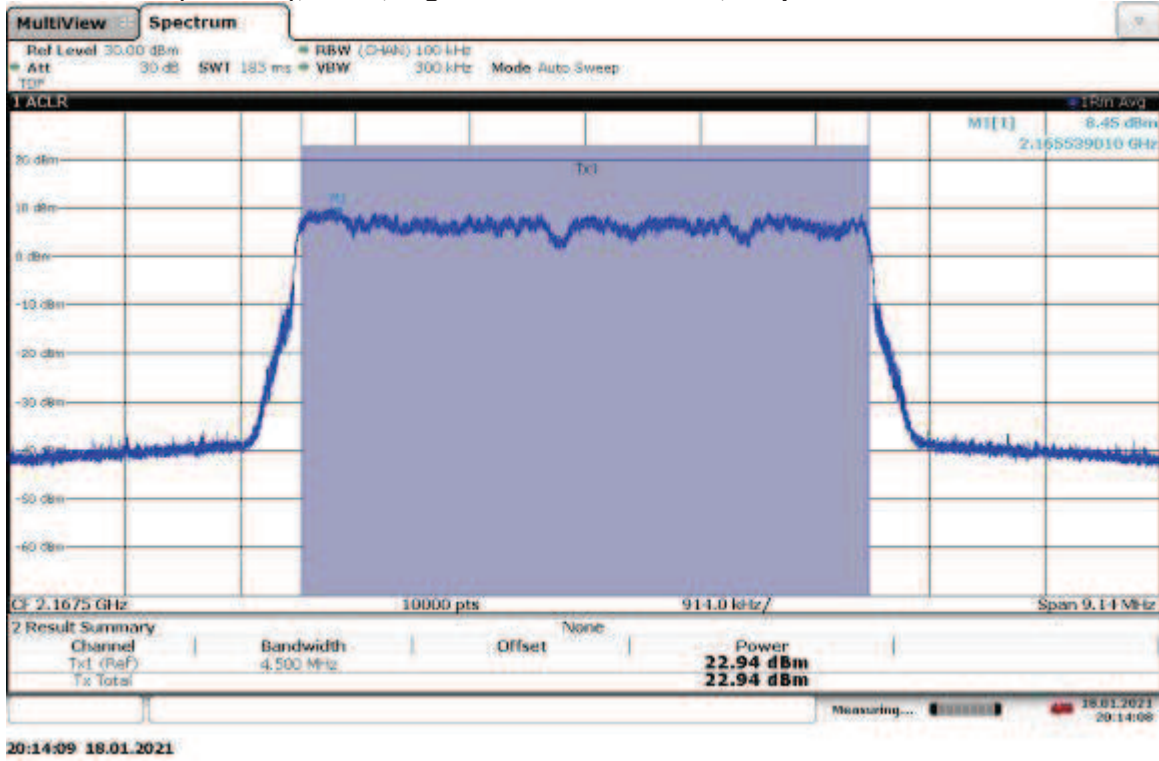 MultiView Spectrum
Ref Level 30.00 dBm RBW (CHAN) 100 kHz
Att 30 dB SWT 183 ms VBW 300 kHz Mode Auto Sweep
TDF
1 ACLR 1Rm Avg
M1[1] 8.45 dBm
2.165539010 GHz
20 dBm
Tx1
M1
10 dBm
0 dBm
-10 dBm
-20 dBm
-30 dBm
-40 dBm
-50 dBm
-60 dBm
CF 2.1675 GHz 10000 pts 914.0 kHz/ Span 9.14 MHz
2 Result Summary None
Channel Bandwidth Offset Power
Tx1 (Ref) 4.500 MHz 22.94 dBm
Tx Total 22.94 dBm
Measuring... 18.01.2021
20:14:08
20:14:09 18.01.2021